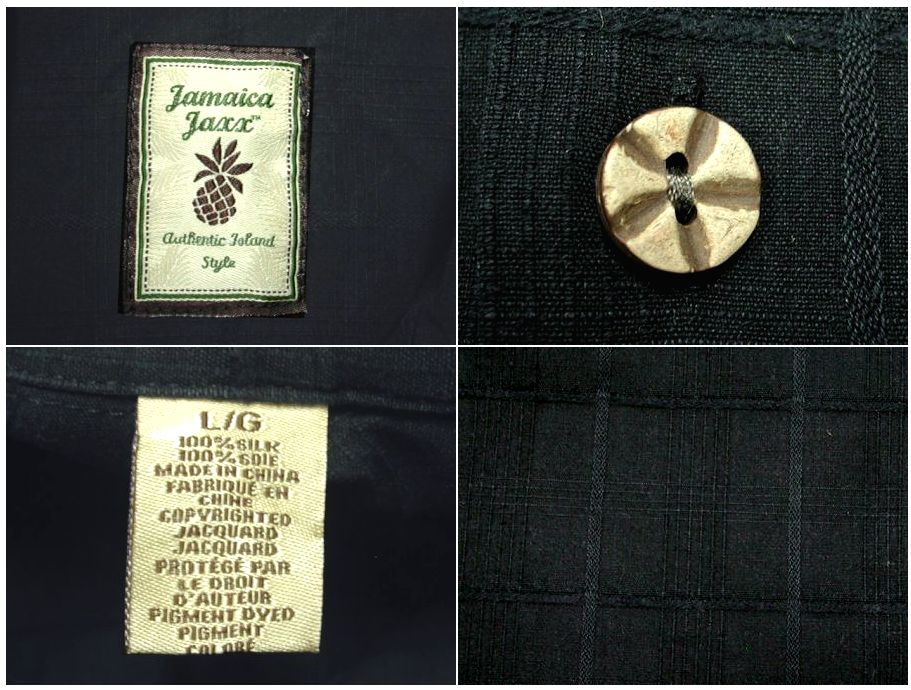 Jamaica
Jaxx™
Authentic Island
Style
L/G
100% SILK
100% SOIE
MADE IN CHINA
FABRIQUÉ EN
CHINE
COPYRIGHTED
JACQUARD
JACQUARD
PROTÉGÉ PAR
LE DROIT
D'AUTEUR
PIGMENT DYED
PIGMENT
COLORÉ